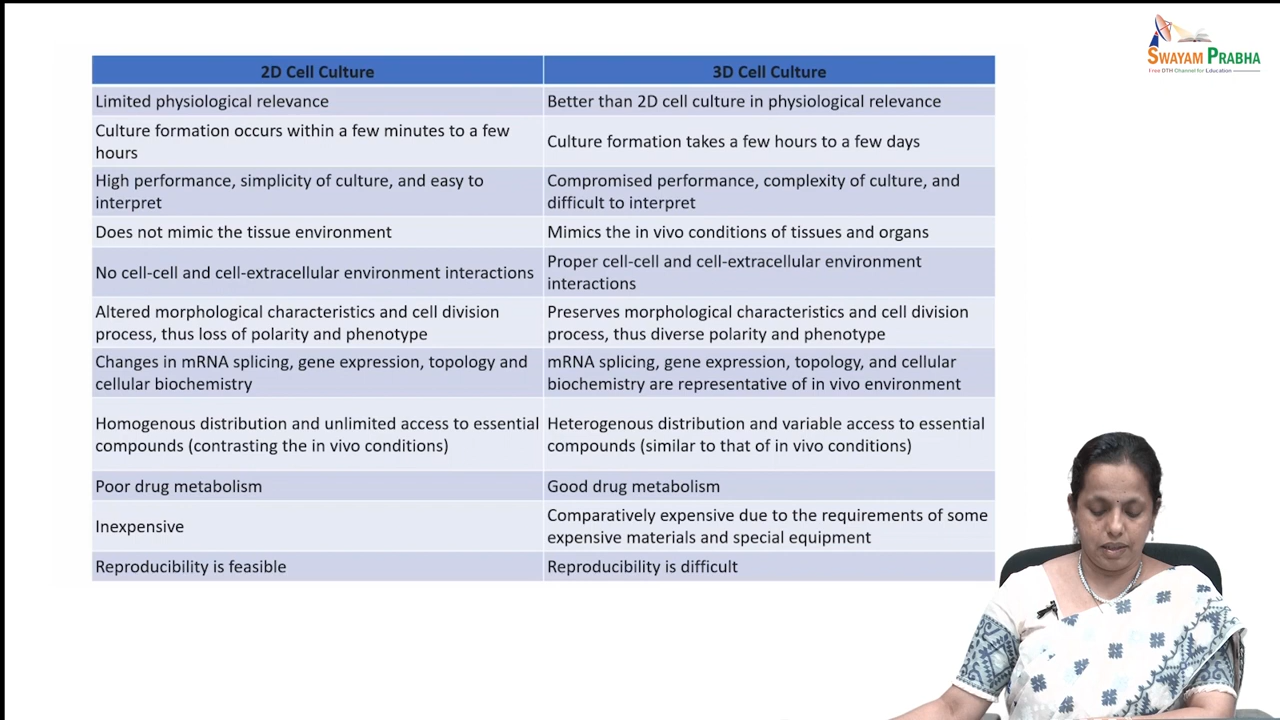 SWAYAM PRABHA
Free DTH Channel for Education
2D Cell Culture
3D Cell Culture
Limited physiological relevance
Better than 2D cell culture in physiological relevance
Culture formation occurs within a few minutes to a few
hours
Culture formation takes a few hours to a few days
High performance, simplicity of culture, and easy to
interpret
Compromised performance, complexity of culture, and
difficult to interpret
Does not mimic the tissue environment
Mimics the in vivo conditions of tissues and organs
No cell-cell and cell-extracellular environment interactions
Proper cell-cell and cell-extracellular environment
interactions
Altered morphological characteristics and cell division
process, thus loss of polarity and phenotype
Preserves morphological characteristics and cell division
process, thus diverse polarity and phenotype
Changes in mRNA splicing, gene expression, topology and
cellular biochemistry
mRNA splicing, gene expression, topology, and cellular
biochemistry are representative of in vivo environment
Homogenous distribution and unlimited access to essential
compounds (contrasting the in vivo conditions)
Heterogenous distribution and variable access to essential
compounds (similar to that of in vivo conditions)
Poor drug metabolism
Good drug metabolism
Inexpensive
Comparatively expensive due to the requirements of some
expensive materials and special equipment
Reproducibility is feasible
Reproducibility is difficult